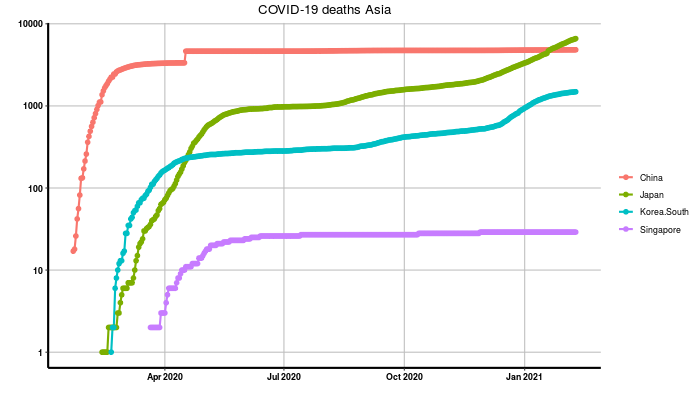 COVID-19 deaths Asia
10000
1000
100
10
1
Apr 2020 Jul 2020 Oct 2020 Jan 2021
China
Japan
Korea.South
Singapore